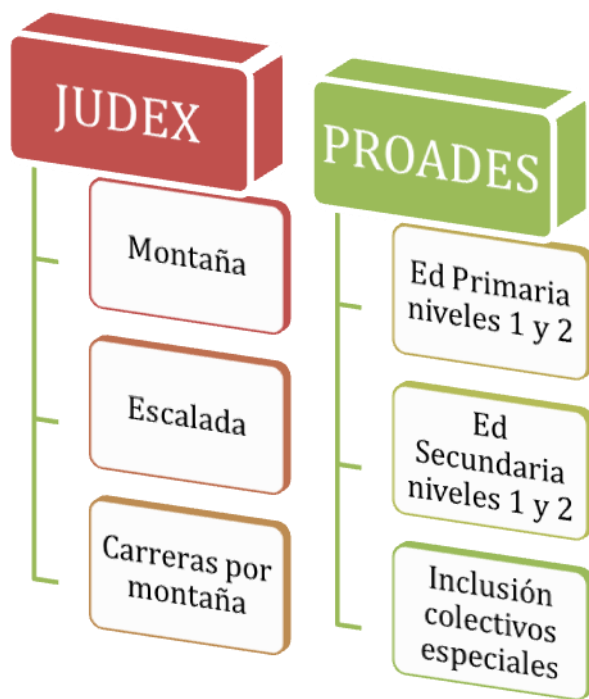 JUDEX
Montaña
Escalada
Carreras por
montaña
PROADES
Ed Primaria
niveles 1 y 2
Ed
Secundaria
niveles 1 y 2
Inclusión
colectivos
especiales